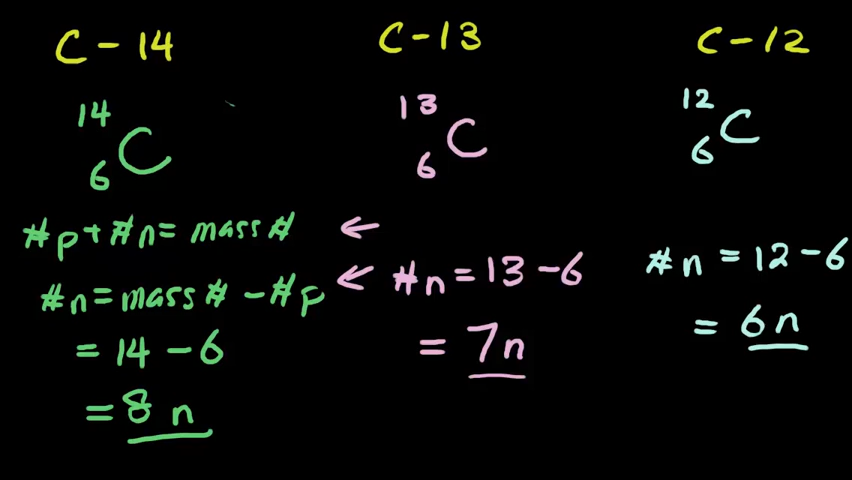 C-14
14
6 C
#p + #n = mass # ←
#n = mass # - #p ←
= 14 - 6
= 8 n
C-13
13
6 C
#n = 13 - 6
= 7n
C-12
12
6 C
#n = 12 - 6
= 6n